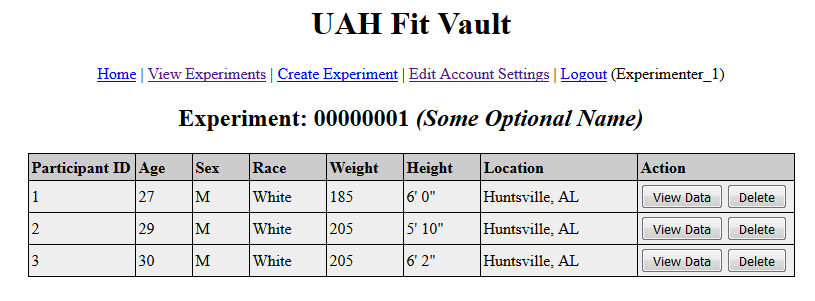 UAH Fit Vault
Home | View Experiments | Create Experiment | Edit Account Settings | Logout (Experimenter_1)
Experiment: 00000001 (Some Optional Name)
Participant ID Age Sex Race Weight Height Location Action
1 27 M White 185 6' 0" Huntsville, AL View Data Delete
2 29 M White 205 5' 10" Huntsville, AL View Data Delete
3 30 M White 205 6' 2" Huntsville, AL View Data Delete